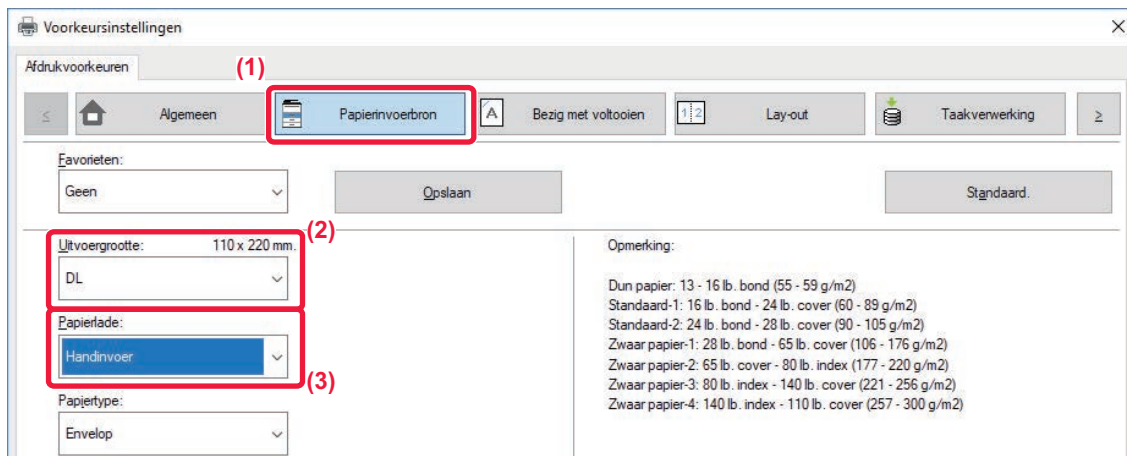 Voorkeursinstellingen
Afdrukvoorkeuren
(1)
≤ Algemeen Papierinvoerbron A Bezig met voltooien 1 2 Lay-out Taakverwerking ≥
Favorieten:
Geen Opslaan Standaard.
(2)
Uitvoergrootte: 110 x 220 mm.
DL
Papierlade:
Handinvoer
(3)
Papiertype:
Envelop
Opmerking:
Dun papier: 13 - 16 lb. bond (55 - 59 g/m2)
Standaard-1: 16 lb. bond - 24 lb. cover (60 - 89 g/m2)
Standaard-2: 24 lb. bond - 28 lb. cover (90 - 105 g/m2)
Zwaar papier-1: 28 lb. bond - 65 lb. cover (106 - 176 g/m2)
Zwaar papier-2: 65 lb. cover - 80 lb. index (177 - 220 g/m2)
Zwaar papier-3: 80 lb. index - 140 lb. cover (221 - 256 g/m2)
Zwaar papier-4: 140 lb. index - 110 lb. cover (257 - 300 g/m2)